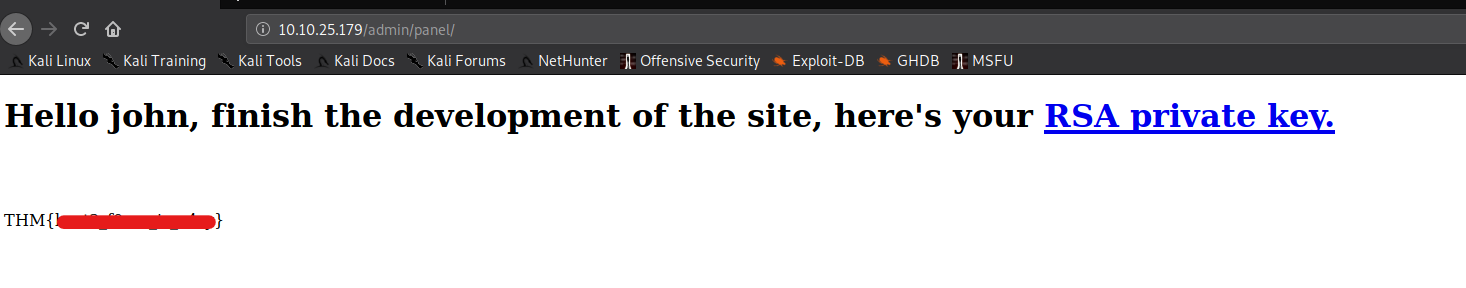 10.10.25.179/admin/panel/
Kali Linux Kali Training Kali Tools Kali Docs Kali Forums NetHunter Offensive Security Exploit-DB GHDB MSFU
Hello john, finish the development of the site, here's your RSA private key.
THM{ }